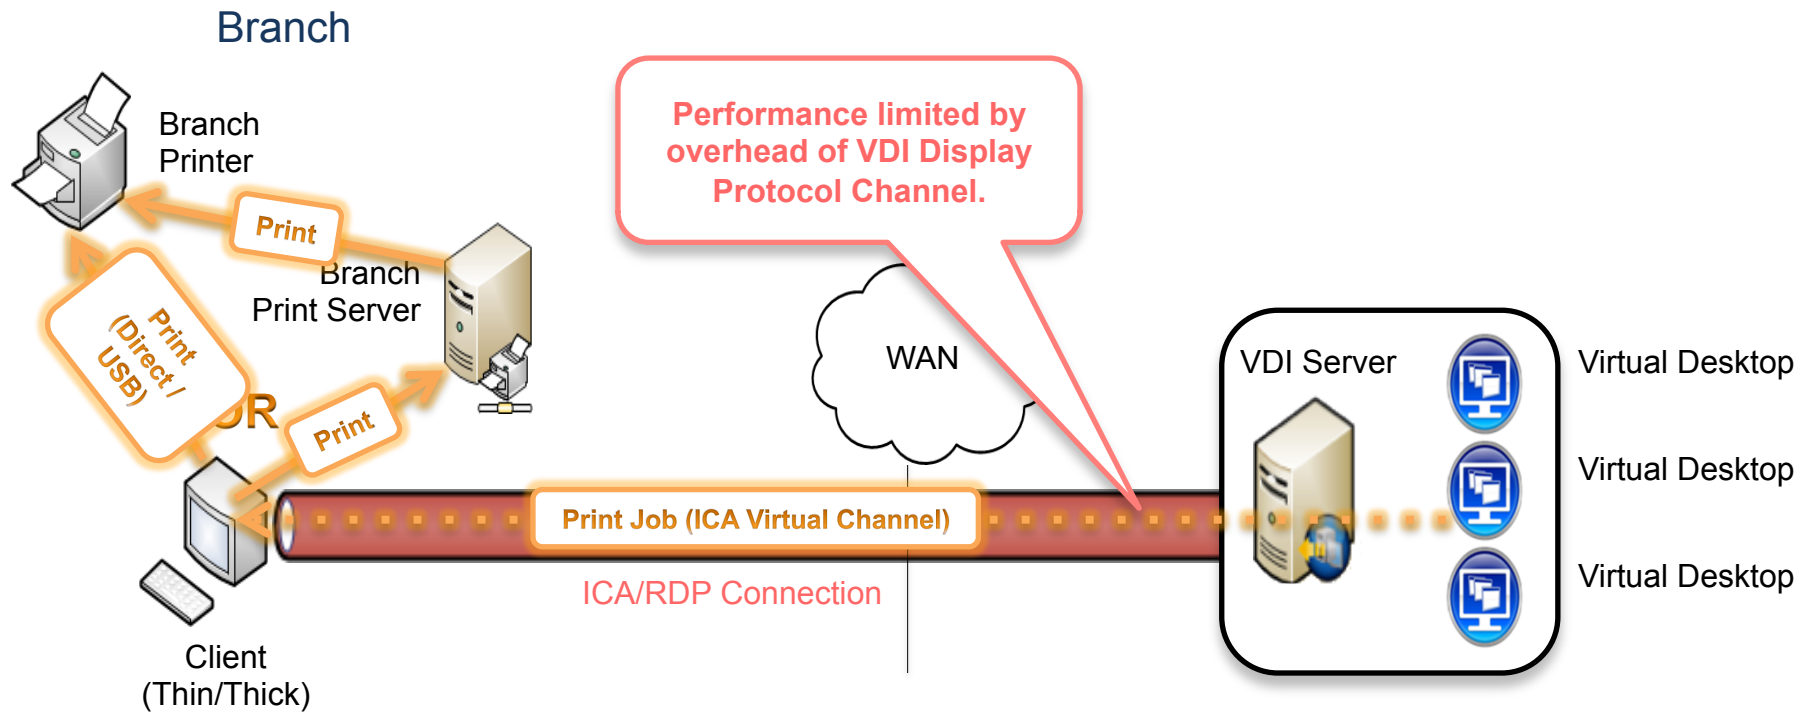 Branch
Branch
Printer
Performance limited by
overhead of VDI Display
Protocol Channel.
Print
Branch
Print Server
Print
(Direct /
USB)
OR
Print
WAN
VDI Server
Virtual Desktop
Virtual Desktop
Virtual Desktop
Print Job (ICA Virtual Channel)
ICA/RDP Connection
Client
(Thin/Thick)